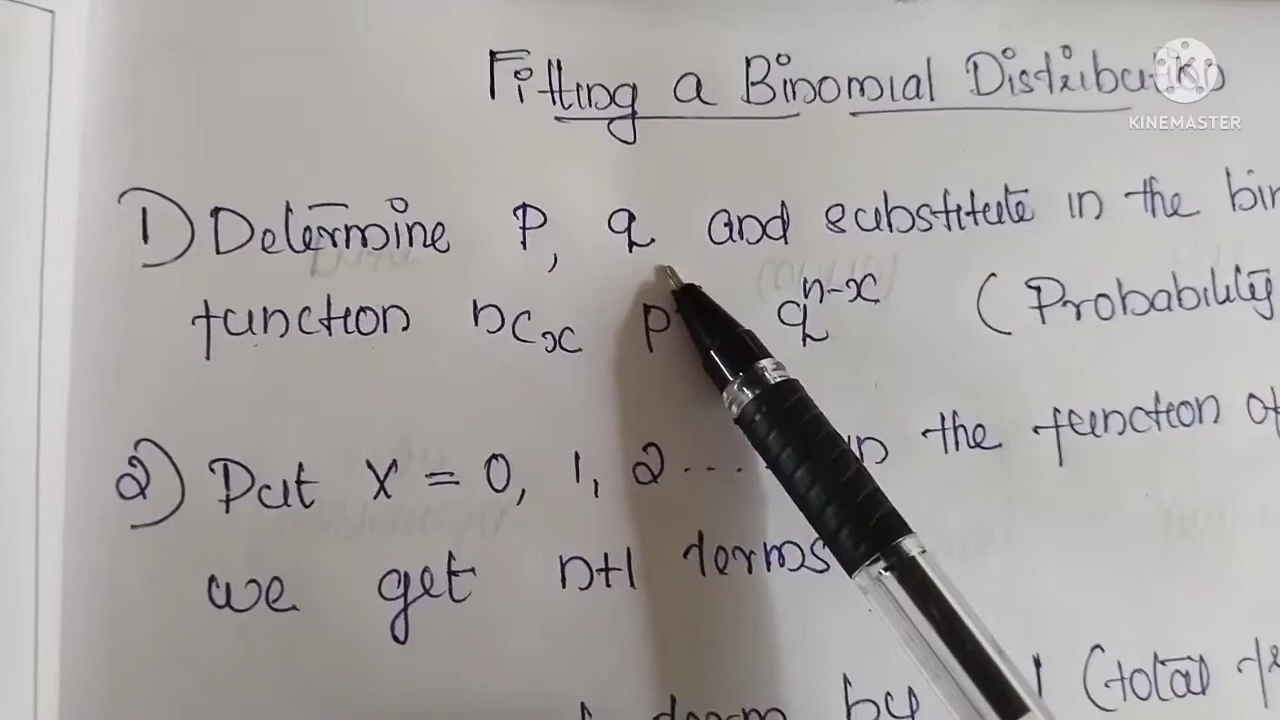 Fitting a Binomial Distributio
KINEMASTER
1) Determine P, q and substitute in the bin
function nCx P q^n-x (Probability
2) Put X = 0, 1, 2 .... n the function of
we get n+1 terms
by (total